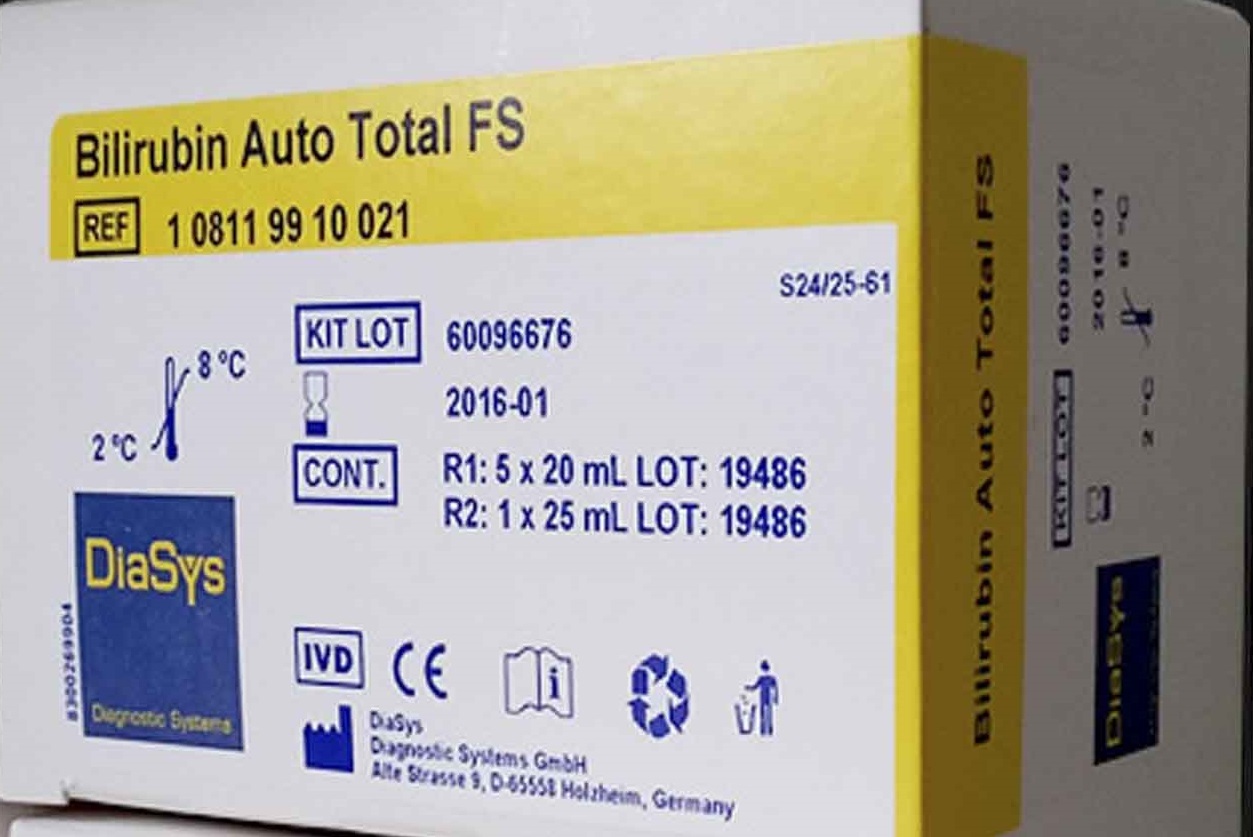 Bilirubin Auto Total FS
REF 1 0811 99 10 021
S24/25-61
KIT LOT 60096676
8 °C
2 °C
2016-01
CONT. R1: 5 x 20 mL LOT: 19486
R2: 1 x 25 mL LOT: 19486
DiaSys
Diagnostic Systems
8300269904
IVD CE
i
DiaSys
Diagnostic Systems GmbH
Alte Strasse 9, D-65558 Holzheim, Germany
Bilirubin Auto Total FS
KIT LOT 60096676
2016-01
2 °C 8 °C
DiaSys